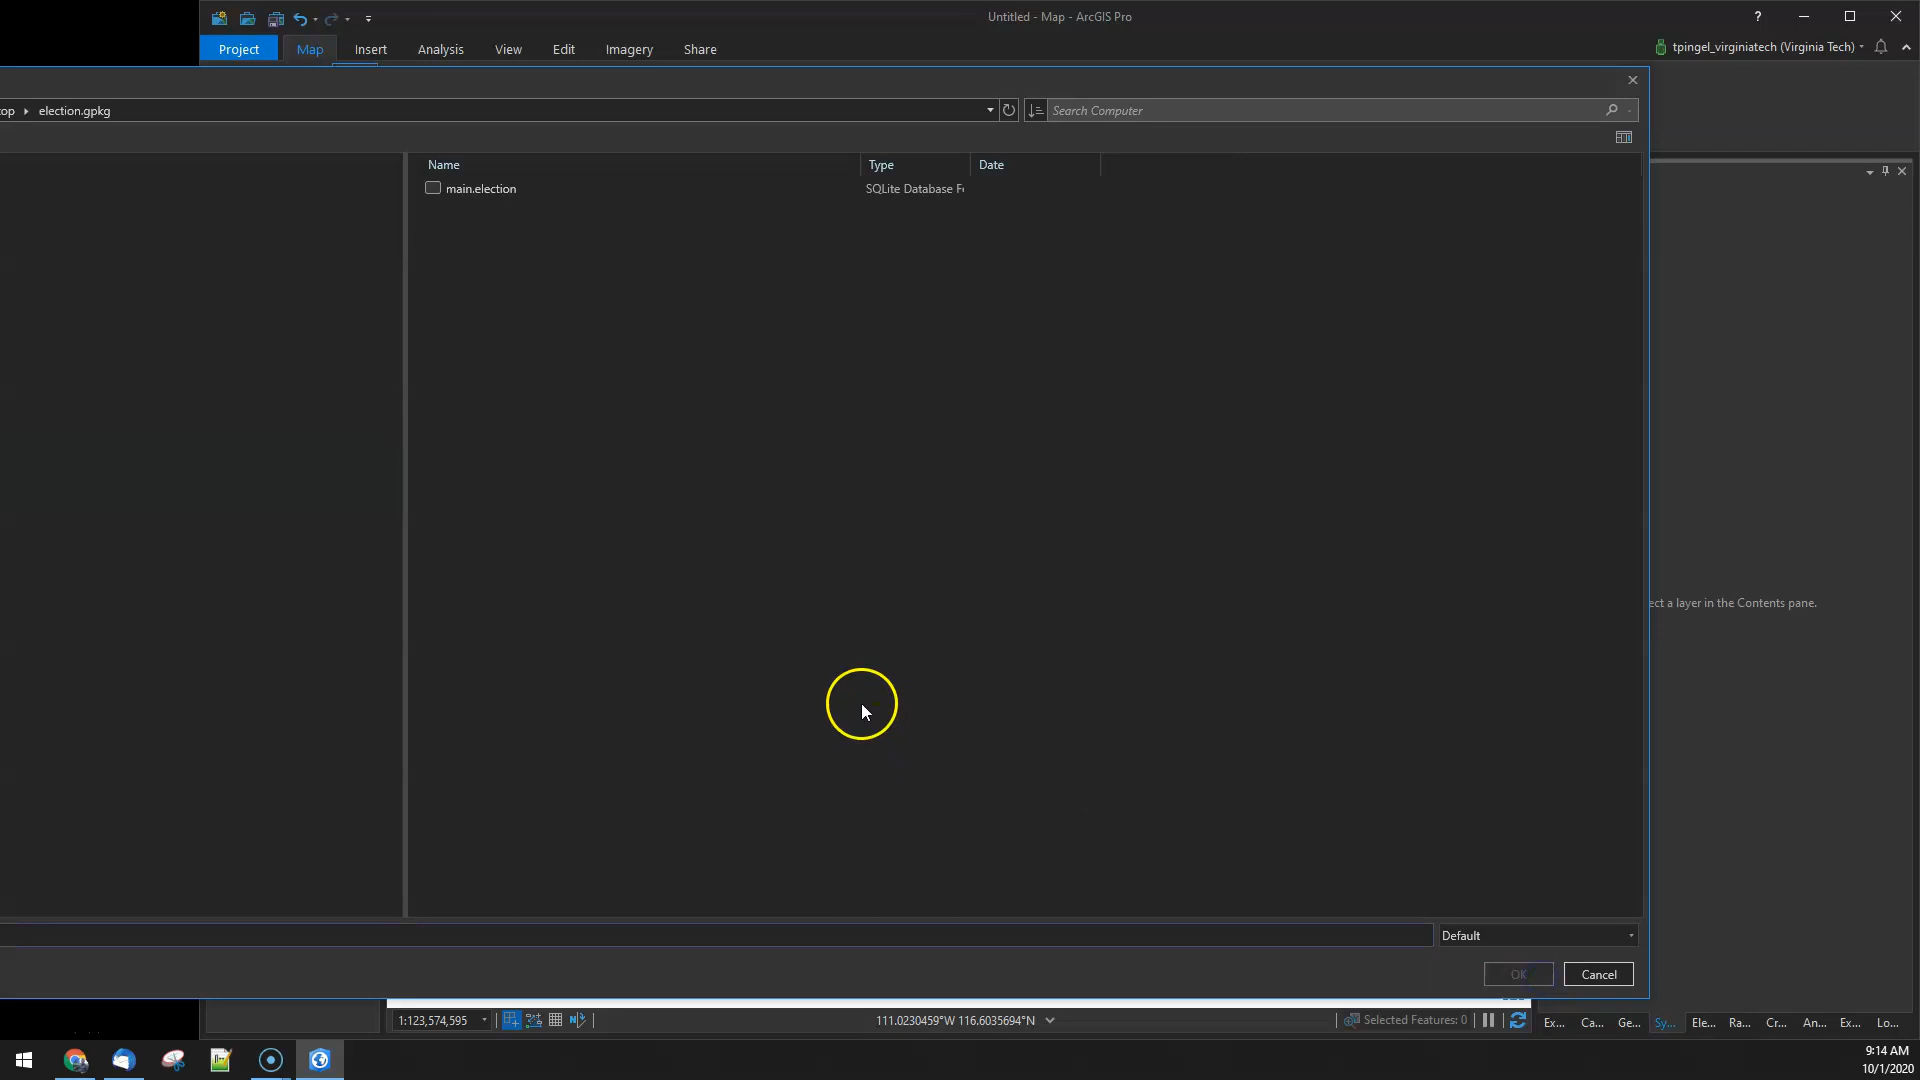 Untitled - Map - ArcGIS Pro
?
Project Map Insert Analysis View Edit Imagery Share
tpingel_virginiatech (Virginia Tech)
op election.gpkg
Search Computer
Name Type Date
main.election SQLite Database F
ect a layer in the Contents pane.
Default
OK Cancel
1:123,574,595
111.0230459°W 116.6035694°N
Selected Features: 0
Ex... Ca... Ge... Sy... Ele... Ra... Cr... An... Ex... Lo...
9:14 AM
10/1/2020